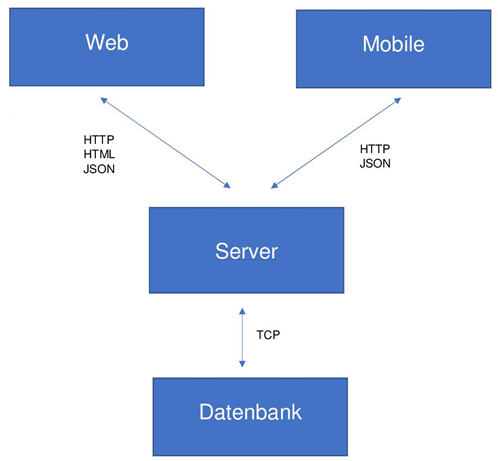 Web
Mobile
HTTP
HTML
JSON
HTTP
JSON
Server
TCP
Datenbank